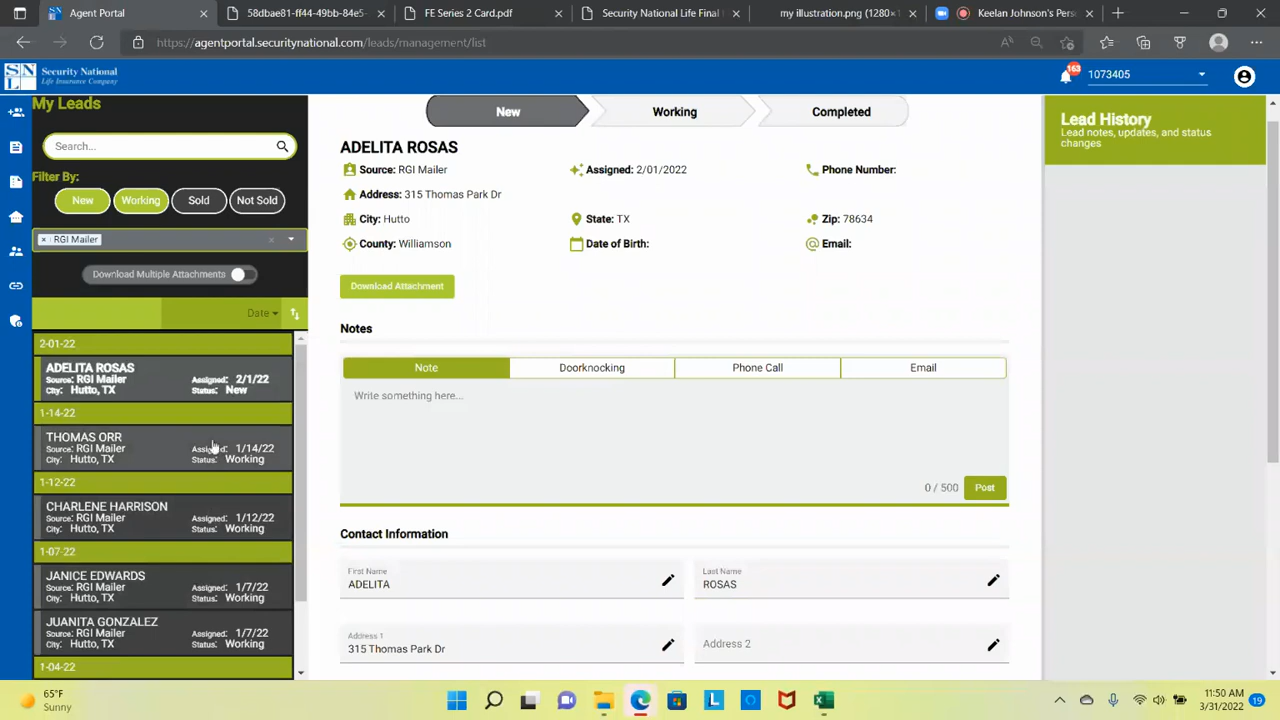 Agent Portal
58dbae81-ff44-49bb-84e5-
FE Series 2 Card.pdf
Security National Life Final
my illustration.png (1280×1
Keelan Johnson's Pers
https://agentportal.securitynational.com/leads/management/list
SNL
Security National
Life Insurance Company
163
1073405
My Leads
Search...
Filter By:
New
Working
Sold
Not Sold
× RGI Mailer
Download Multiple Attachments
Date
2-01-22
ADELITA ROSAS
Source: RGI Mailer
Assigned: 2/1/22
City: Hutto, TX
Status: New
1-14-22
THOMAS ORR
Source: RGI Mailer
Assigned: 1/14/22
City: Hutto, TX
Status: Working
1-12-22
CHARLENE HARRISON
Source: RGI Mailer
Assigned: 1/12/22
City: Hutto, TX
Status: Working
1-07-22
JANICE EDWARDS
Source: RGI Mailer
Assigned: 1/7/22
City: Hutto, TX
Status: Working
JUANITA GONZALEZ
Source: RGI Mailer
Assigned: 1/7/22
City: Hutto, TX
Status: Working
1-04-22
New
Working
Completed
ADELITA ROSAS
Source: RGI Mailer
Assigned: 2/01/2022
Phone Number:
Address: 315 Thomas Park Dr
City: Hutto
State: TX
Zip: 78634
County: Williamson
Date of Birth:
Email:
Download Attachment
Notes
Note
Doorknocking
Phone Call
Email
Write something here...
0 / 500
Post
Contact Information
First Name
ADELITA
Last Name
ROSAS
Address 1
315 Thomas Park Dr
Address 2
Lead History
Lead notes, updates, and status
changes
65°F
Sunny
11:50 AM
3/31/2022
19